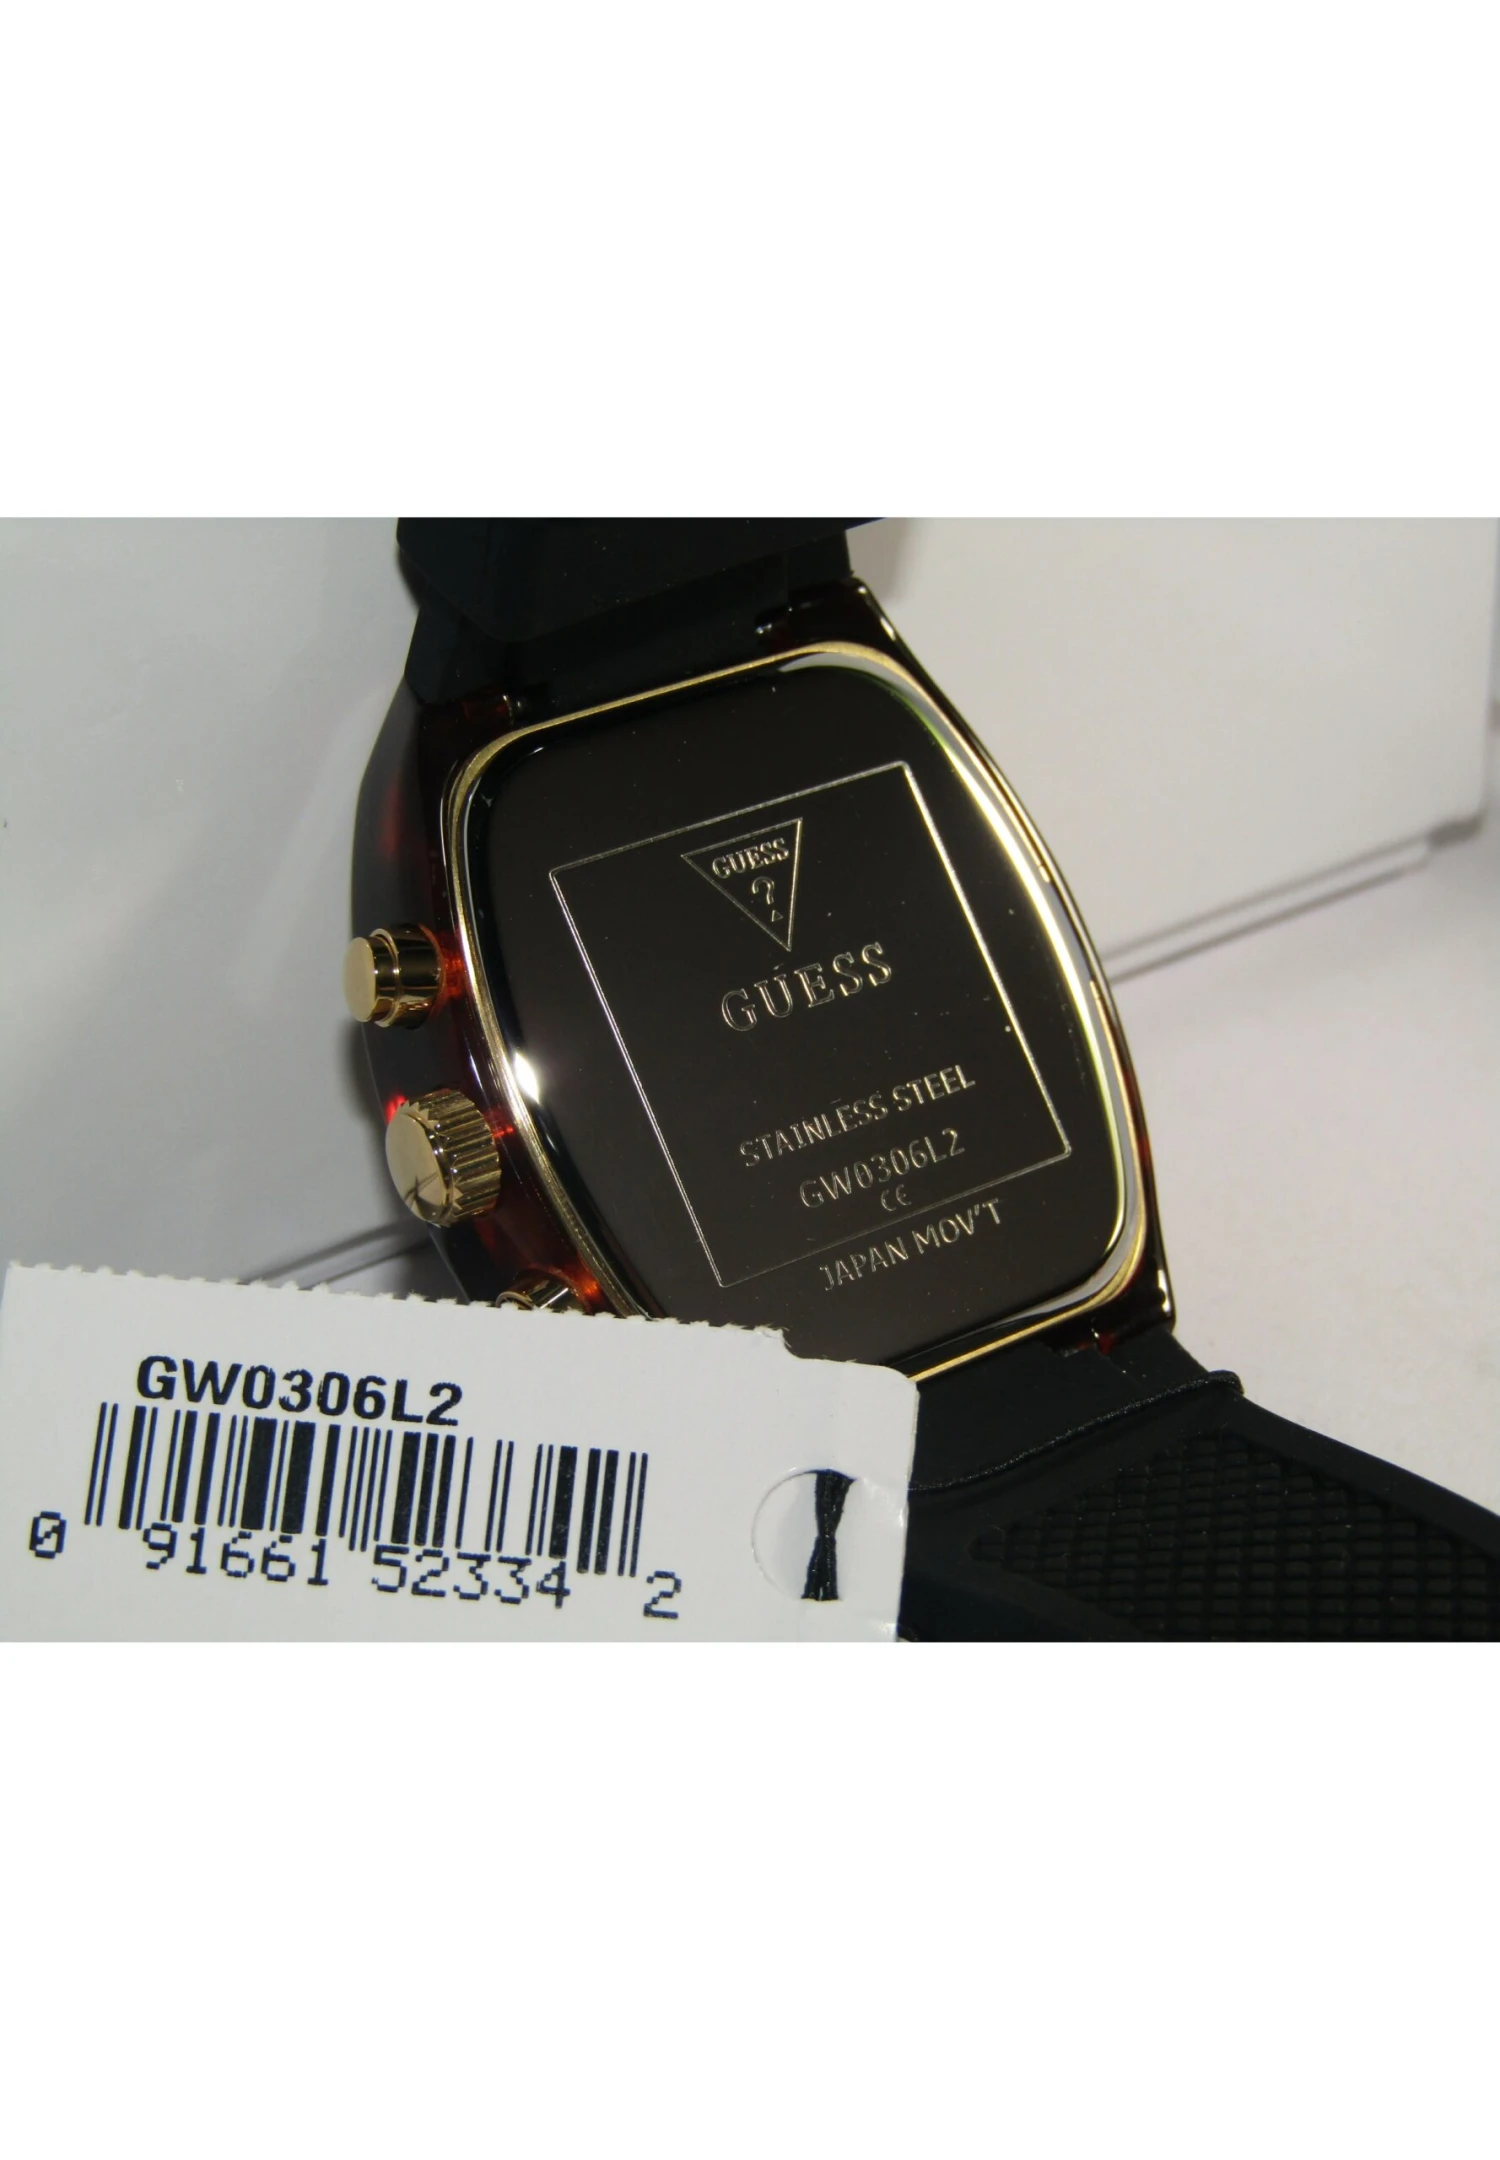 GUESS
?
GUESS
STAINLESS STEEL
GW0306L2
CE
JAPAN MOV'T
GW0306L2
0 91661 52334 2